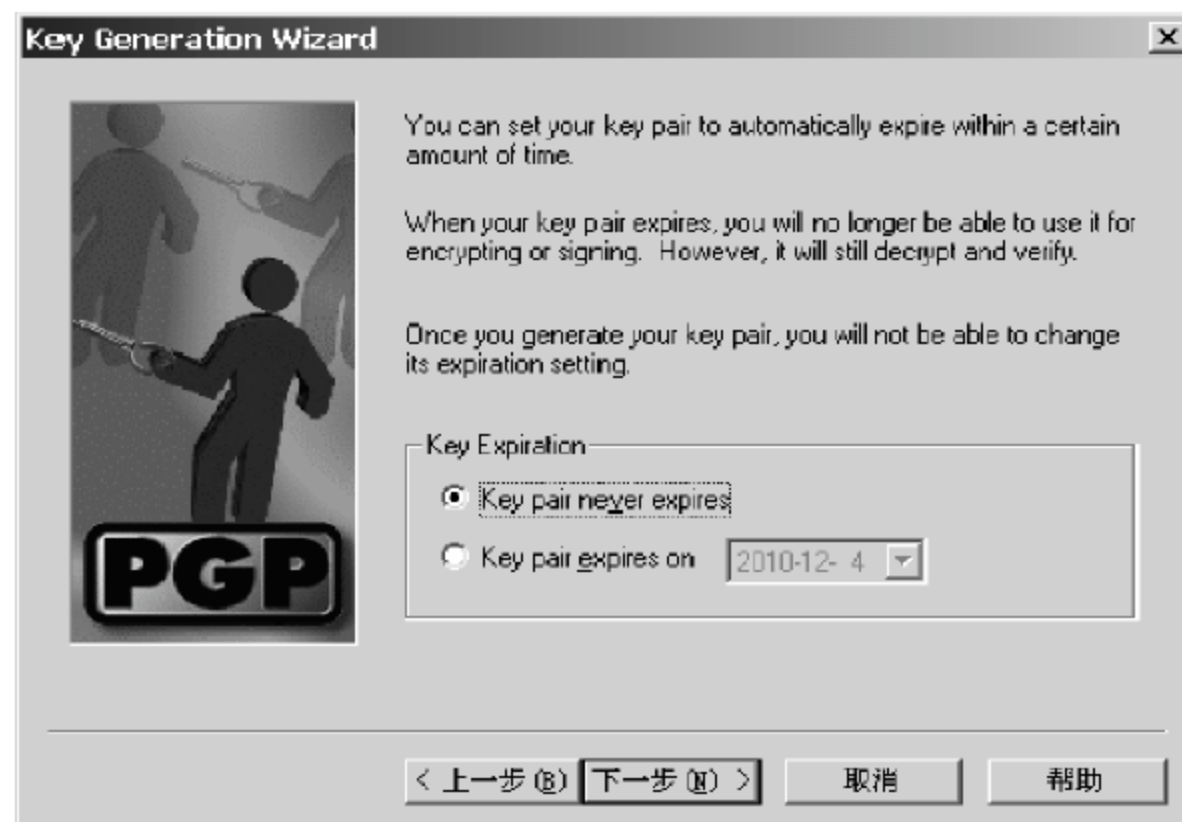 Key Generation Wizard
You can set your key pair to automatically expire within a certain
amount of time.
When your key pair expires, you will no longer be able to use it for
encrypting or signing. However, it will still decrypt and verify.
Once you generate your key pair, you will not be able to change
its expiration setting.
Key Expiration
Key pair never expires
Key pair expires on 2010-12- 4
PGP
< 上一步(B) 下一步(N) > 取消 帮助